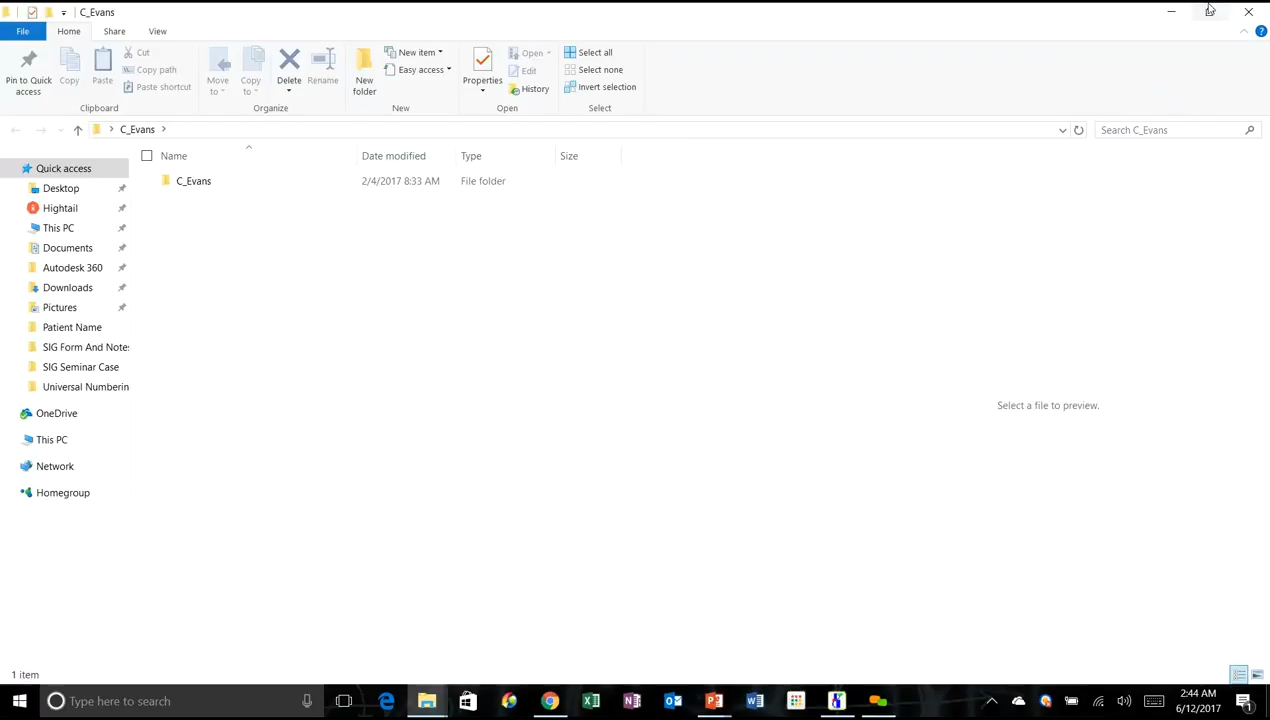 C_Evans
File
Home
Share
View
Pin to Quick access
Copy
Paste
Cut
Copy path
Paste shortcut
Clipboard
Move to
Copy to
Delete
Rename
Organize
New folder
New item
Easy access
New
Properties
Open
Edit
History
Open
Select all
Select none
Invert selection
Select
C_Evans
Search C_Evans
Name
Date modified
Type
Size
C_Evans
2/4/2017 8:33 AM
File folder
Quick access
Desktop
Hightail
This PC
Documents
Autodesk 360
Downloads
Pictures
Patient Name
SIG Form And Notes
SIG Seminar Case
Universal Numberin
OneDrive
This PC
Network
Homegroup
Select a file to preview.
1 item
Type here to search
2:44 AM
6/12/2017
1